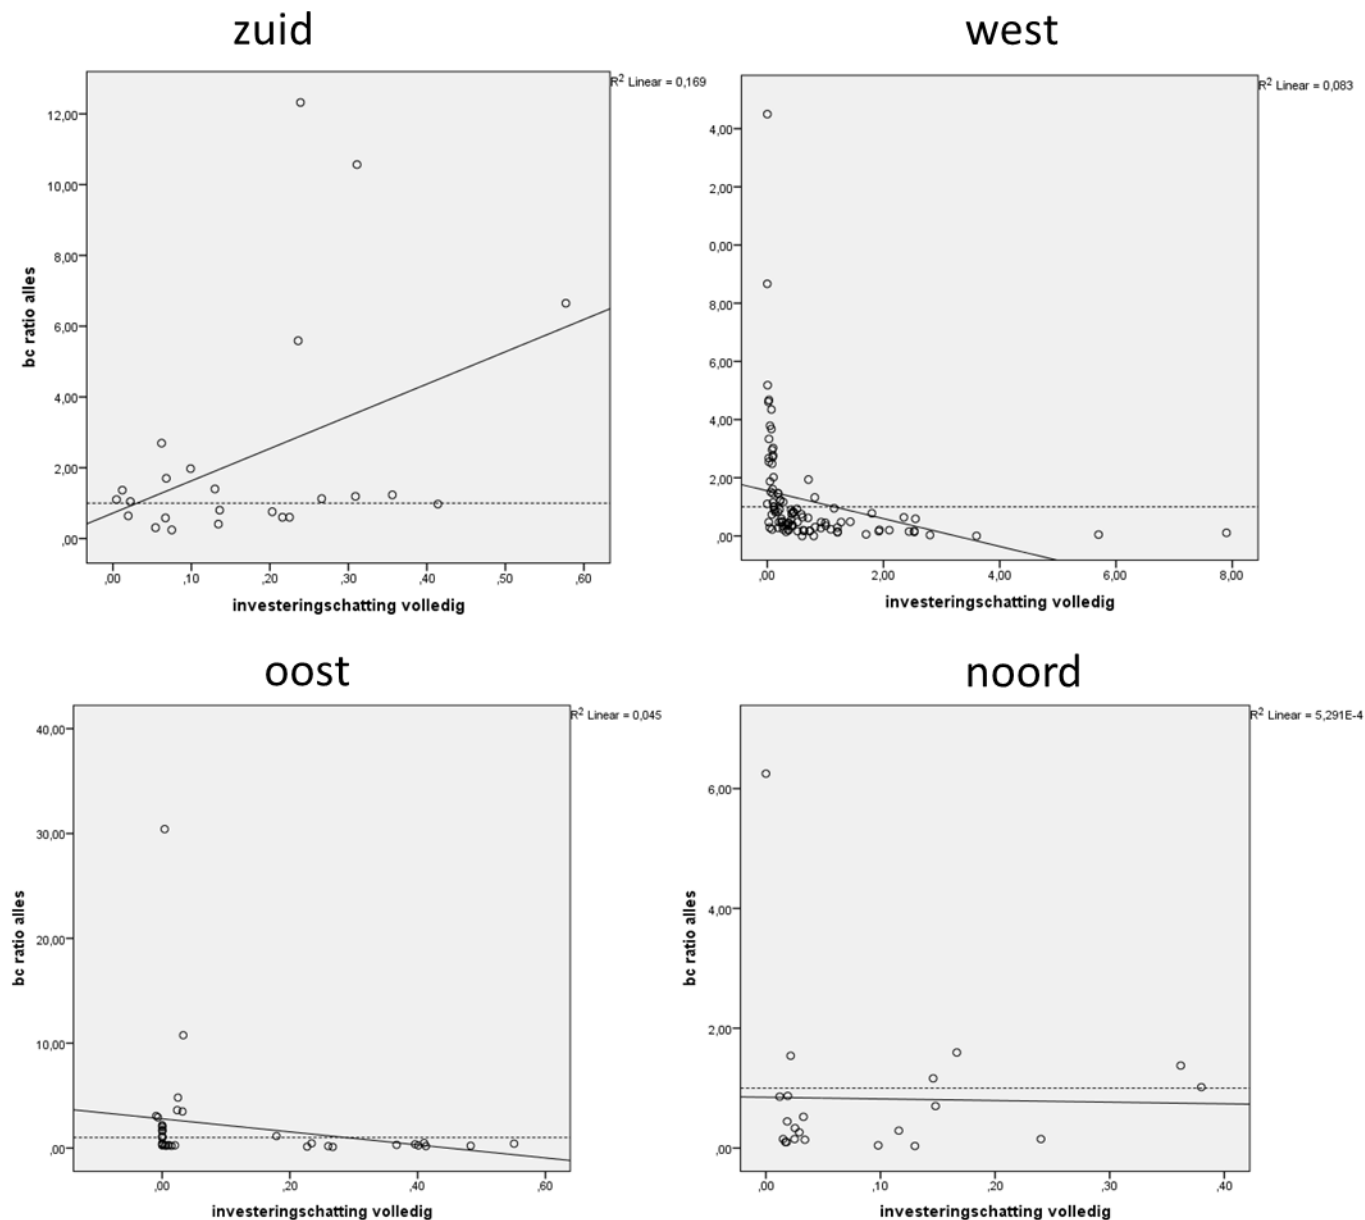 zuid
R2 Linear = 0,169
12,00
10,00
8,00
6,00
4,00
2,00
,00
bc ratio alles
,00 ,10 ,20 ,30 ,40 ,50 ,60
investeringschatting volledig
west
R2 Linear = 0,083
4,00
2,00
0,00
8,00
6,00
4,00
2,00
,00
,00 2,00 4,00 6,00 8,00
investeringschatting volledig
oost
R2 Linear = 0,045
40,00
30,00
20,00
10,00
,00
bc ratio alles
,00 ,20 ,40 ,60
investeringschatting volledig
noord
R2 Linear = 5,291E-4
6,00
4,00
2,00
,00
bc ratio alles
,00 ,10 ,20 ,30 ,40
investeringschatting volledig